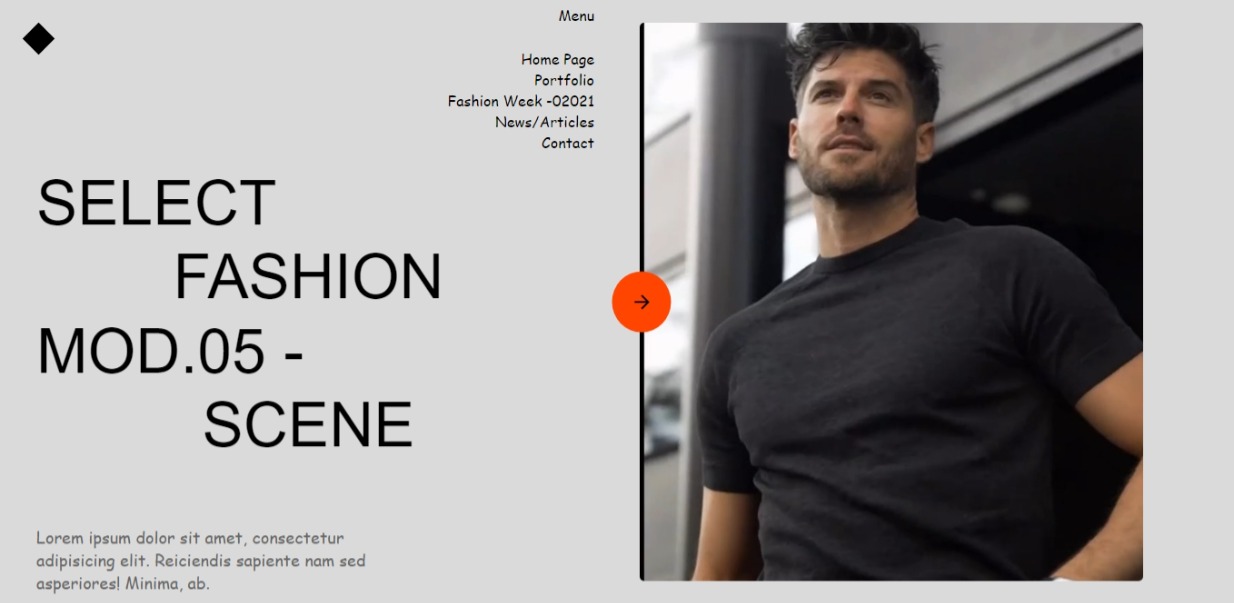 Menu
Home Page
Portfolio
Fashion Week -02021
News/Articles
Contact
SELECT
FASHION
MOD.05 -
SCENE
Lorem ipsum dolor sit amet, consectetur
adipisicing elit. Reiciendis sapiente nam sed
asperiores! Minima, ab.